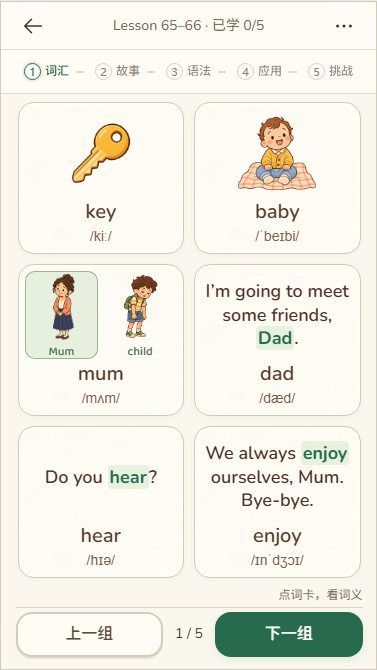 Lesson 65–66 · 已学 0/5
1 词汇 2 故事 3 语法 4 应用 5 挑战
key
/kiː/
baby
/ˈbeɪbi/
Mum child
mum
/mʌm/
I'm going to meet
some friends,
Dad.
dad
/dæd/
Do you hear?
hear
/hɪə/
We always enjoy
ourselves, Mum.
Bye-bye.
enjoy
/ɪnˈdʒɔɪ/
点词卡，看词义
上一组 1 / 5 下一组